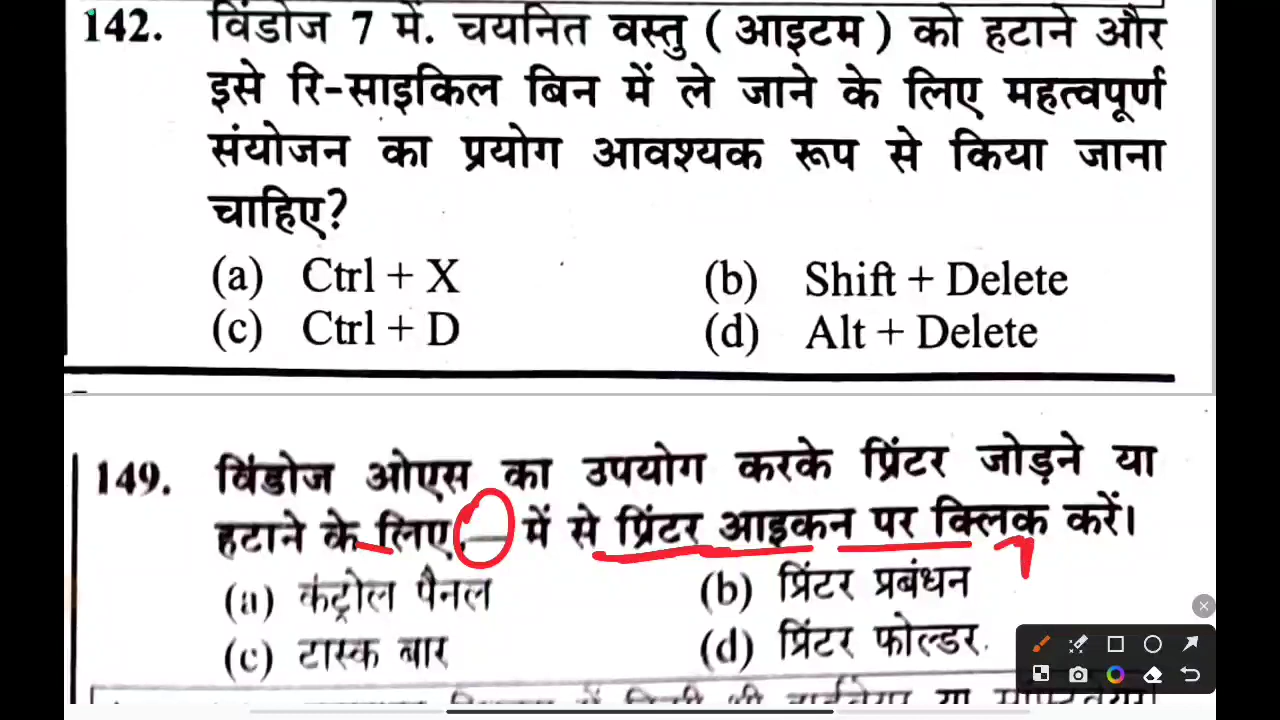 142. विंडोज 7 में. चयनित वस्तु ( आइटम ) को हटाने और
इसे रि-साइकिल बिन में ले जाने के लिए महत्वपूर्ण
संयोजन का प्रयोग आवश्यक रूप से किया जाना
चाहिए?
(a) Ctrl + X (b) Shift + Delete
(c) Ctrl + D (d) Alt + Delete
149. विंडोज ओएस का उपयोग करके प्रिंटर जोड़ने या
हटाने के लिए, __ में से प्रिंटर आइकन पर क्लिक करें।
(a) कंट्रोल पैनल (b) प्रिंटर प्रबंधन
(c) टास्क बार (d) प्रिंटर फोल्डर.